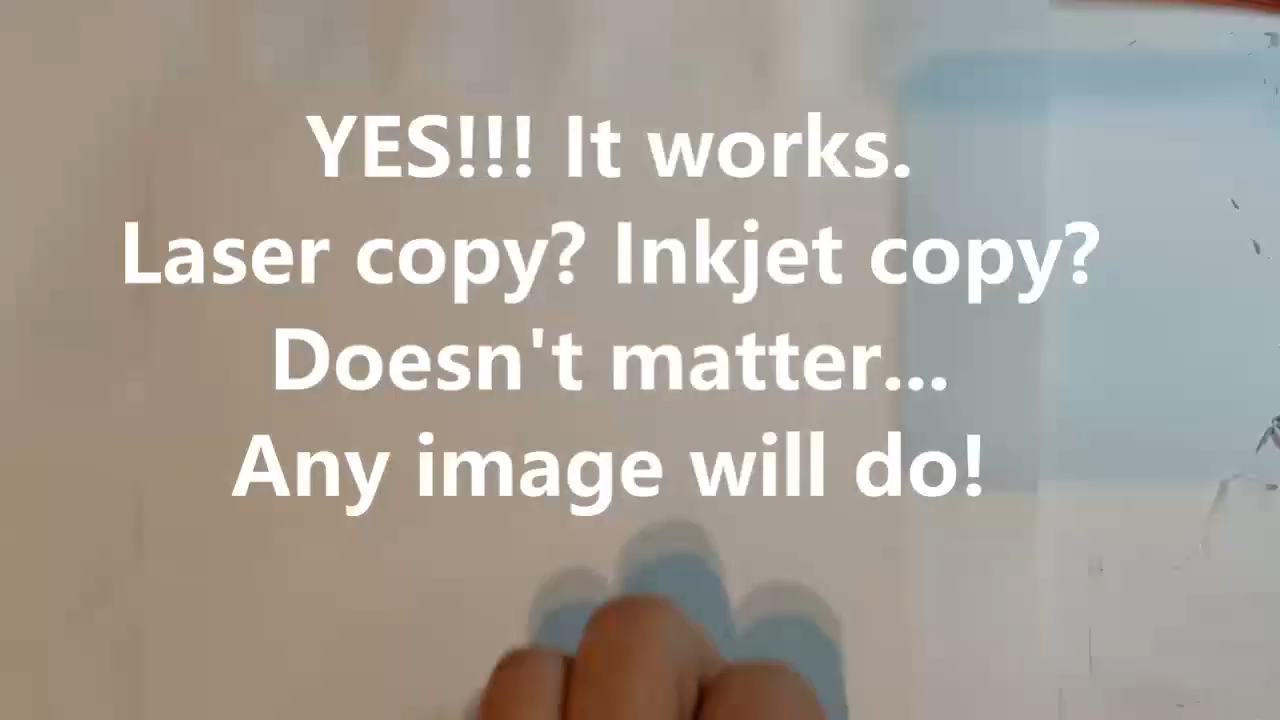 YES!!! It works.
Laser copy? Inkjet copy?
Doesn't matter...
Any image will do!